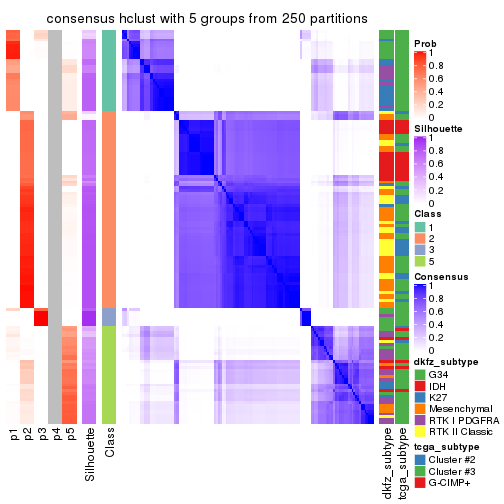 consensus hclust with 5 groups from 250 partitions
Prob
1
0.8
0.6
0.4
0.2
0
Silhouette
1
0.8
0.6
0.4
0.2
0
Class
1
2
3
5
Consensus
1
0.8
0.6
0.4
0.2
0
dkfz_subtype
G34
IDH
K27
Mesenchymal
RTK I PDGFRA
RTK II Classic
tcga_subtype
Cluster #2
Cluster #3
G-CIMP+
p1
p2
p3
p4
p5
Silhouette
Class
dkfz_subtype
tcga_subtype